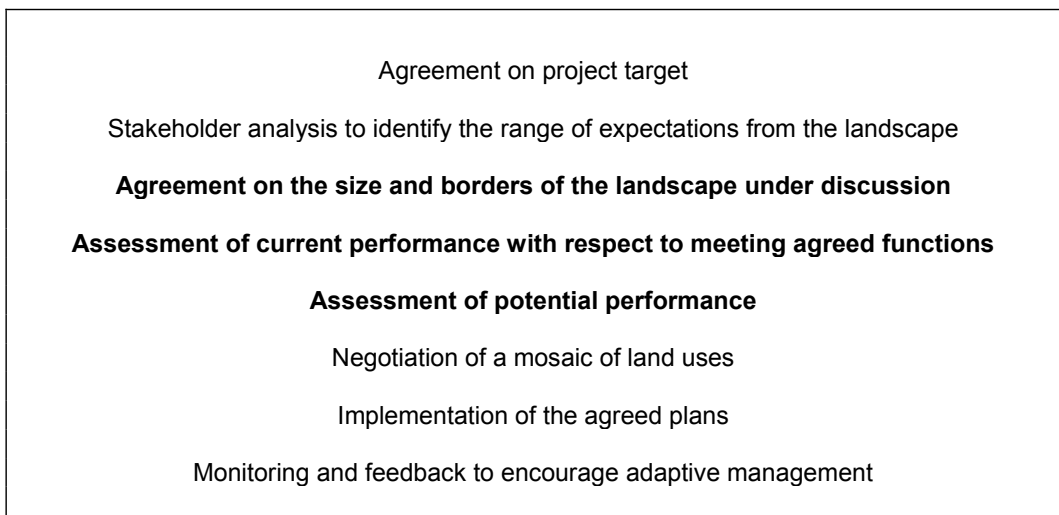 Agreement on project target
Stakeholder analysis to identify the range of expectations from the landscape
Agreement on the size and borders of the landscape under discussion
Assessment of current performance with respect to meeting agreed functions
Assessment of potential performance
Negotiation of a mosaic of land uses
Implementation of the agreed plans
Monitoring and feedback to encourage adaptive management